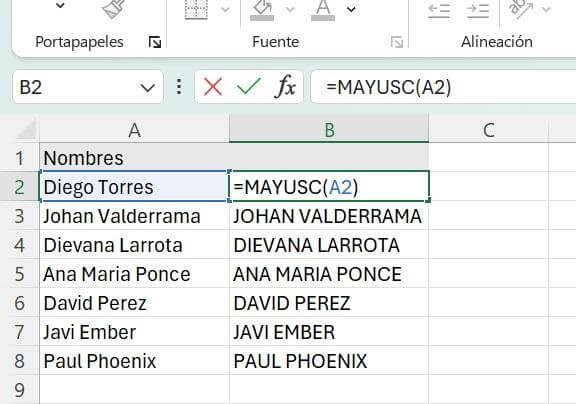 Portapapeles Fuente Alineación
B2 fx =MAYUSC(A2)
A B C
1 Nombres
2 Diego Torres =MAYUSC(A2)
3 Johan Valderrama JOHAN VALDERRAMA
4 Dievana Larrota DIEVANA LARROTA
5 Ana Maria Ponce ANA MARIA PONCE
6 David Perez DAVID PEREZ
7 Javi Ember JAVI EMBER
8 Paul Phoenix PAUL PHOENIX
9